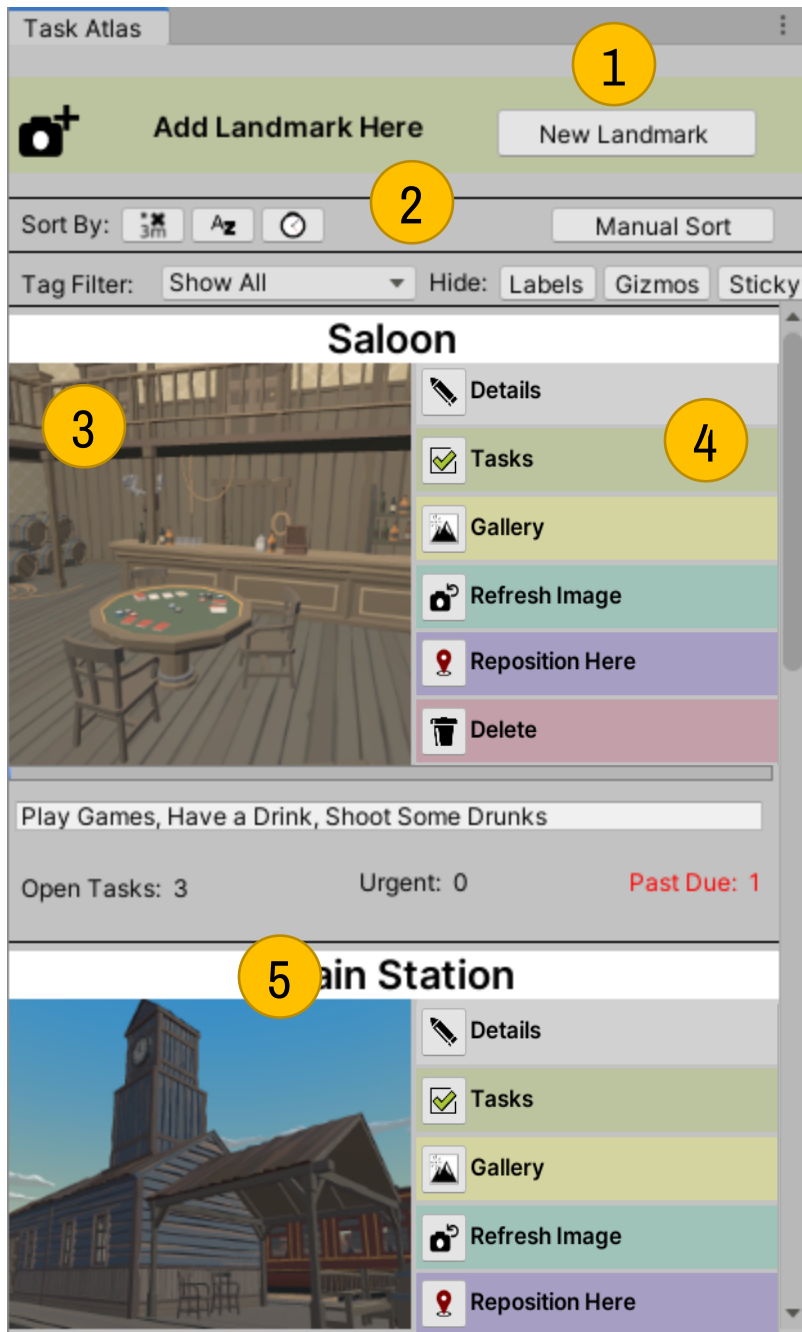 Task Atlas
1
Add Landmark Here
New Landmark
2
Sort By: 3m AZ Manual Sort
Tag Filter: Show All Hide: Labels Gizmos Sticky
Saloon
3
4
Details
Tasks
Gallery
Refresh Image
Reposition Here
Delete
Play Games, Have a Drink, Shoot Some Drunks
Open Tasks: 3 Urgent: 0 Past Due: 1
5 ain Station
Details
Tasks
Gallery
Refresh Image
Reposition Here